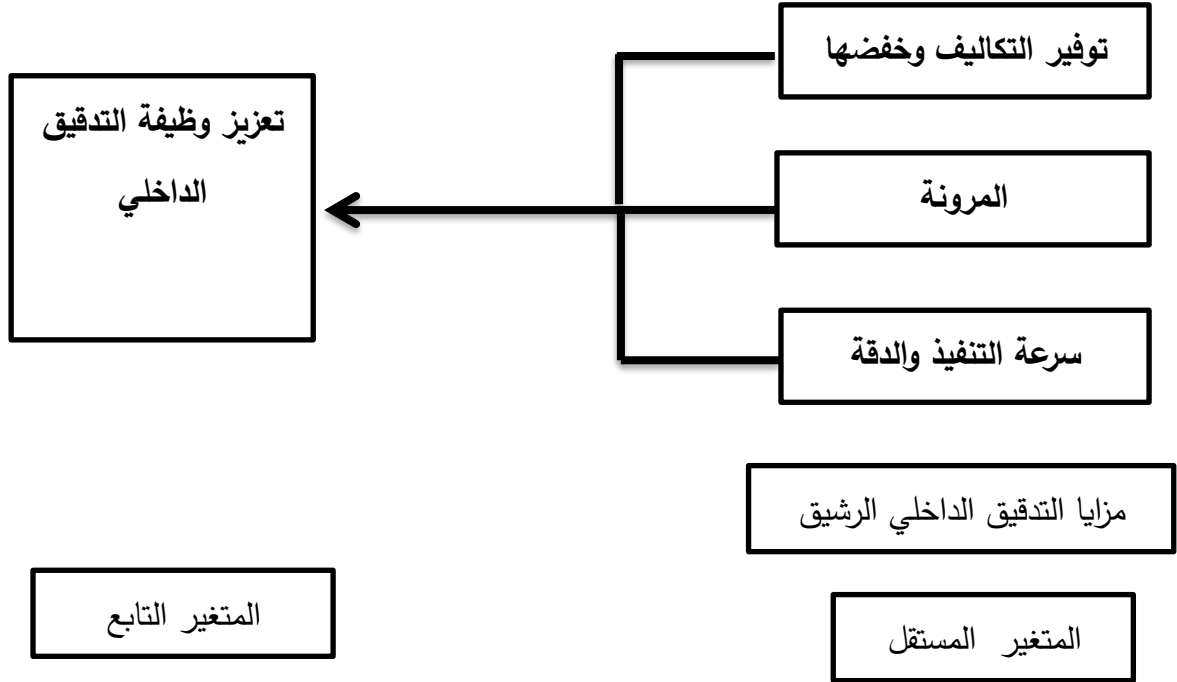 توفير التكاليف وخفضها
تعزيز وظيفة التدقيق
الداخلي
المرونة
سرعة التنفيذ والدقة
مزايا التدقيق الداخلي الرشيق
المتغير المستقل
المتغير التابع